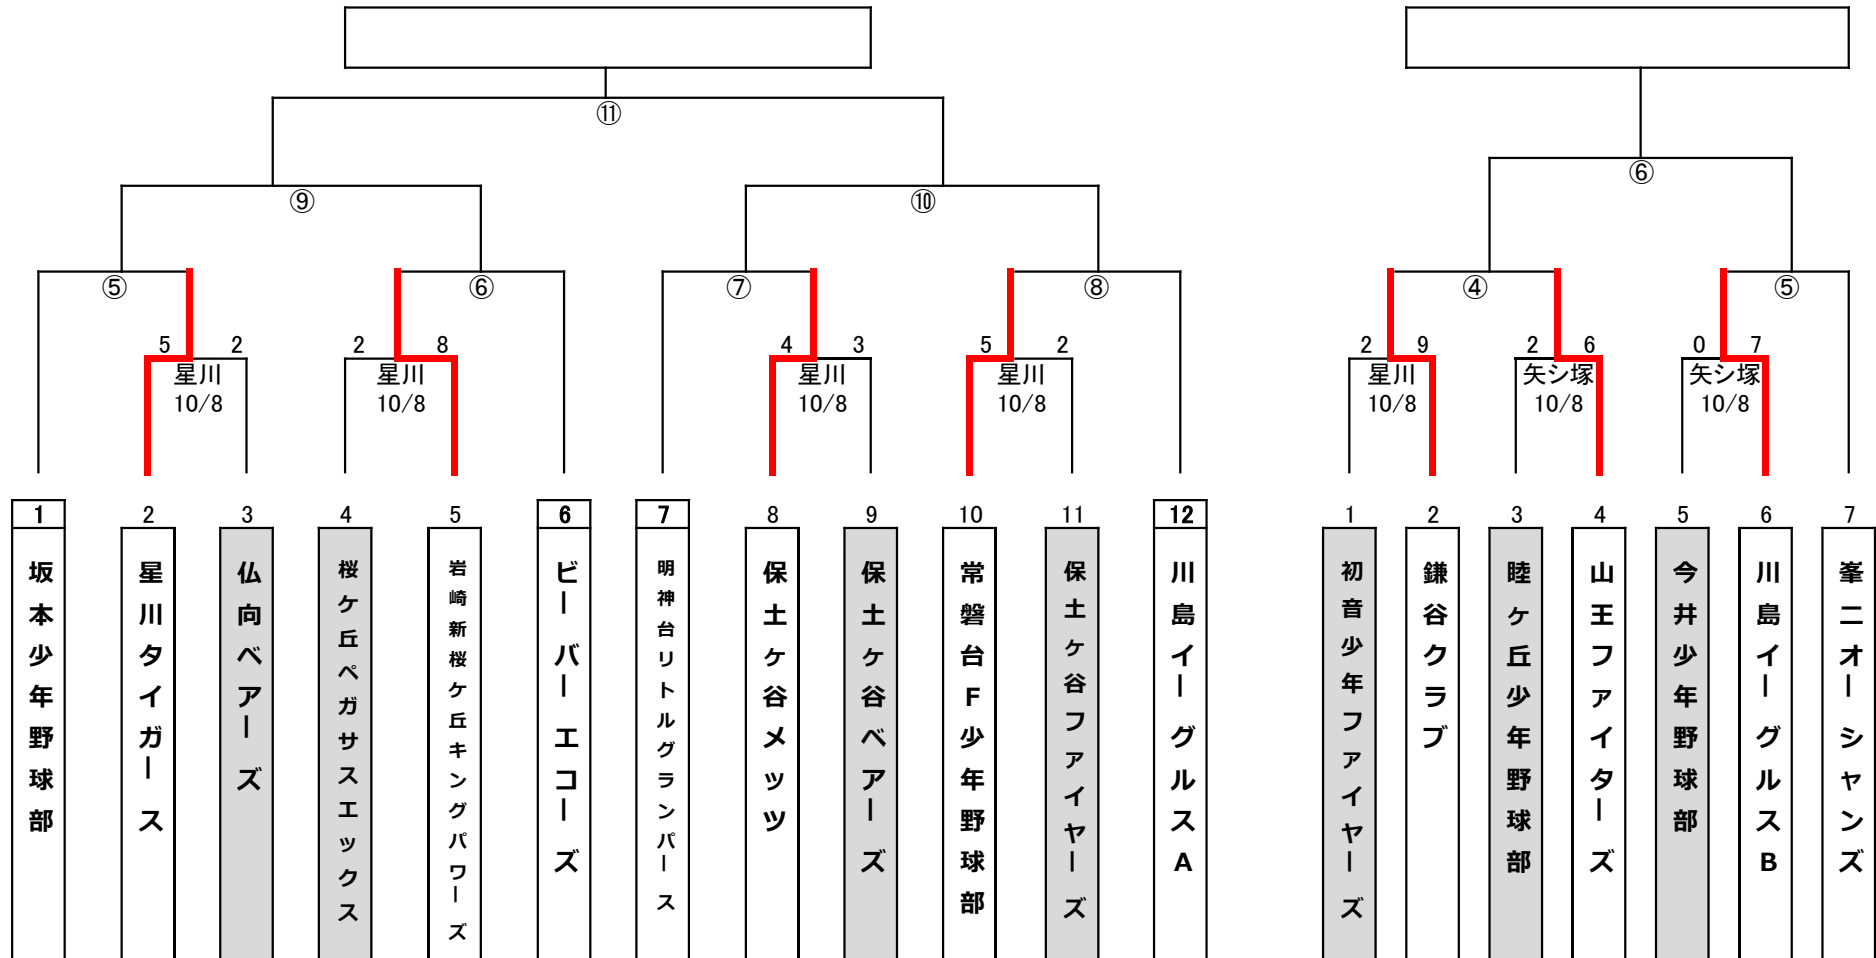 ⑪
⑥
⑨ ⑩
⑤ ⑥ ⑦ ⑧ ④ ⑤
5 2 2 8 4 3 5 2 2 9 2 6 0 7
星川 星川 星川 星川 星川 矢シ塚 矢シ塚
10/8 10/8 10/8 10/8 10/8 10/8 10/8
1 2 3 4 5 6 7 8 9 10 11 12 1 2 3 4 5 6 7
坂本少年野球部
星川タイガース
仏向ベアーズ
桜ケ丘ペガサスエックス
岩崎新桜ケ丘キングパワーズ
ビーバーエコーズ
明神台リトルグランパース
保土ケ谷メッツ
保土ケ谷ベアーズ
常磐台F少年野球部
保土ケ谷ファイヤーズ
川島イーグルスA
初音少年ファイヤーズ
鎌谷クラブ
睦ケ丘少年野球部
山王ファイターズ
今井少年野球部
川島イーグルスB
峯二オーシャンズ